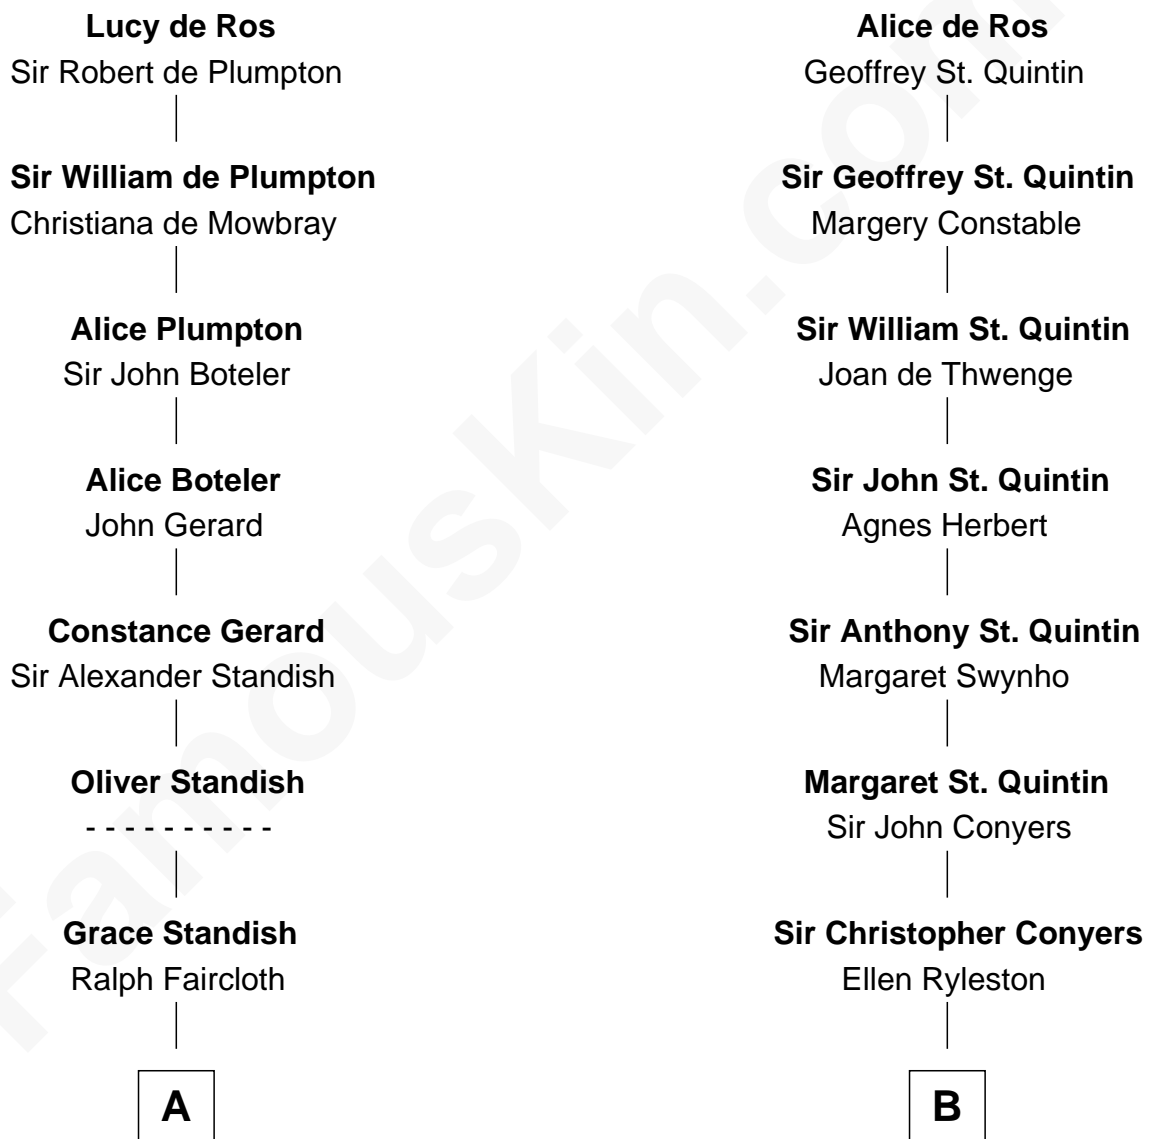 Lucy de Ros
Sir Robert de Plumpton
Sir William de Plumpton
Christiana de Mowbray
Alice Plumpton
Sir John Boteler
Alice Boteler
John Gerard
Constance Gerard
Sir Alexander Standish
Oliver Standish
- - - - - - - - - -
Grace Standish
Ralph Faircloth
A
Alice de Ros
Geoffrey St. Quintin
Sir Geoffrey St. Quintin
Margery Constable
Sir William St. Quintin
Joan de Thwenge
Sir John St. Quintin
Agnes Herbert
Sir Anthony St. Quintin
Margaret Swynho
Margaret St. Quintin
Sir John Conyers
Sir Christopher Conyers
Ellen Ryleston
B
FamousKin.com